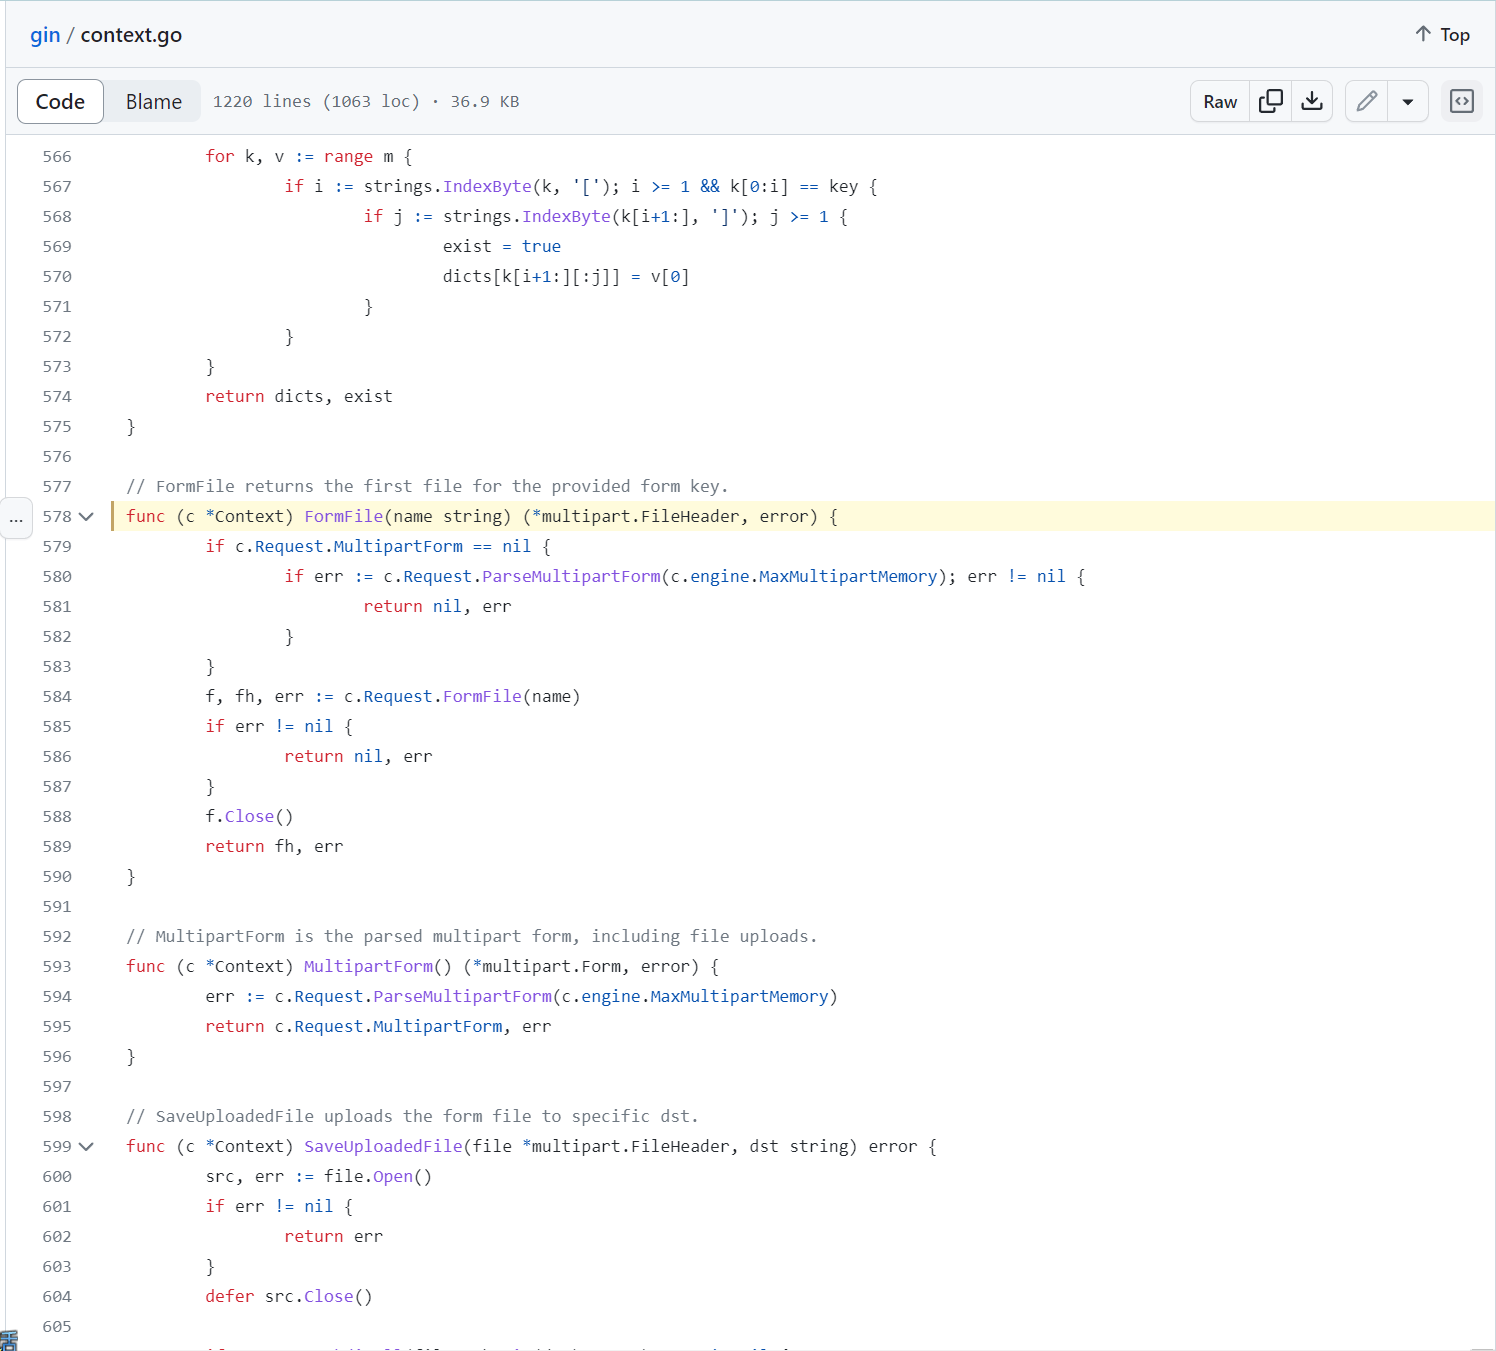 gin / context.go
Top
Code Blame 1220 lines (1063 loc) · 36.9 KB Raw
566 for k, v := range m {
567 if i := strings.IndexByte(k, '['); i >= 1 && k[0:i] == key {
568 if j := strings.IndexByte(k[i+1:], ']'); j >= 1 {
569 exist = true
570 dicts[k[i+1:][:j]] = v[0]
571 }
572 }
573 }
574 return dicts, exist
575 }
576
577 // FormFile returns the first file for the provided form key.
... 578 func (c *Context) FormFile(name string) (*multipart.FileHeader, error) {
579 if c.Request.MultipartForm == nil {
580 if err := c.Request.ParseMultipartForm(c.engine.MaxMultipartMemory); err != nil {
581 return nil, err
582 }
583 }
584 f, fh, err := c.Request.FormFile(name)
585 if err != nil {
586 return nil, err
587 }
588 f.Close()
589 return fh, err
590 }
591
592 // MultipartForm is the parsed multipart form, including file uploads.
593 func (c *Context) MultipartForm() (*multipart.Form, error) {
594 err := c.Request.ParseMultipartForm(c.engine.MaxMultipartMemory)
595 return c.Request.MultipartForm, err
596 }
597
598 // SaveUploadedFile uploads the form file to specific dst.
599 func (c *Context) SaveUploadedFile(file *multipart.FileHeader, dst string) error {
600 src, err := file.Open()
601 if err != nil {
602 return err
603 }
604 defer src.Close()
605